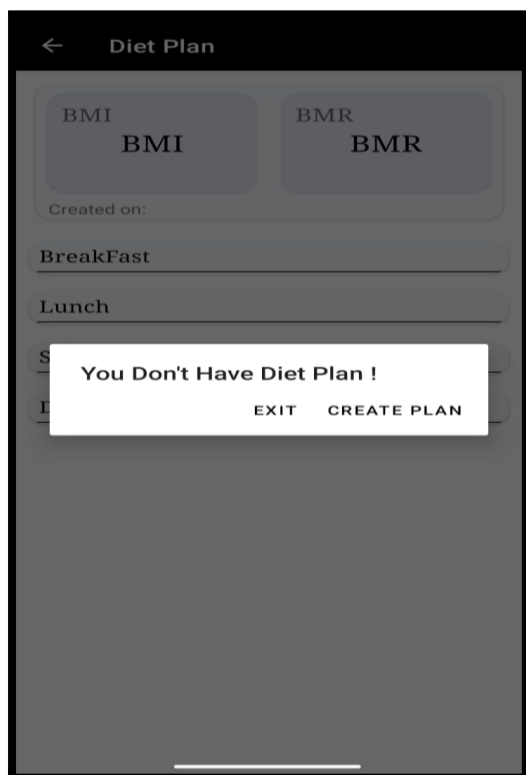 Diet Plan
BMI
BMI
BMR
BMR
Created on:
BreakFast
Lunch
S
You Don't Have Diet Plan !
D
EXIT CREATE PLAN